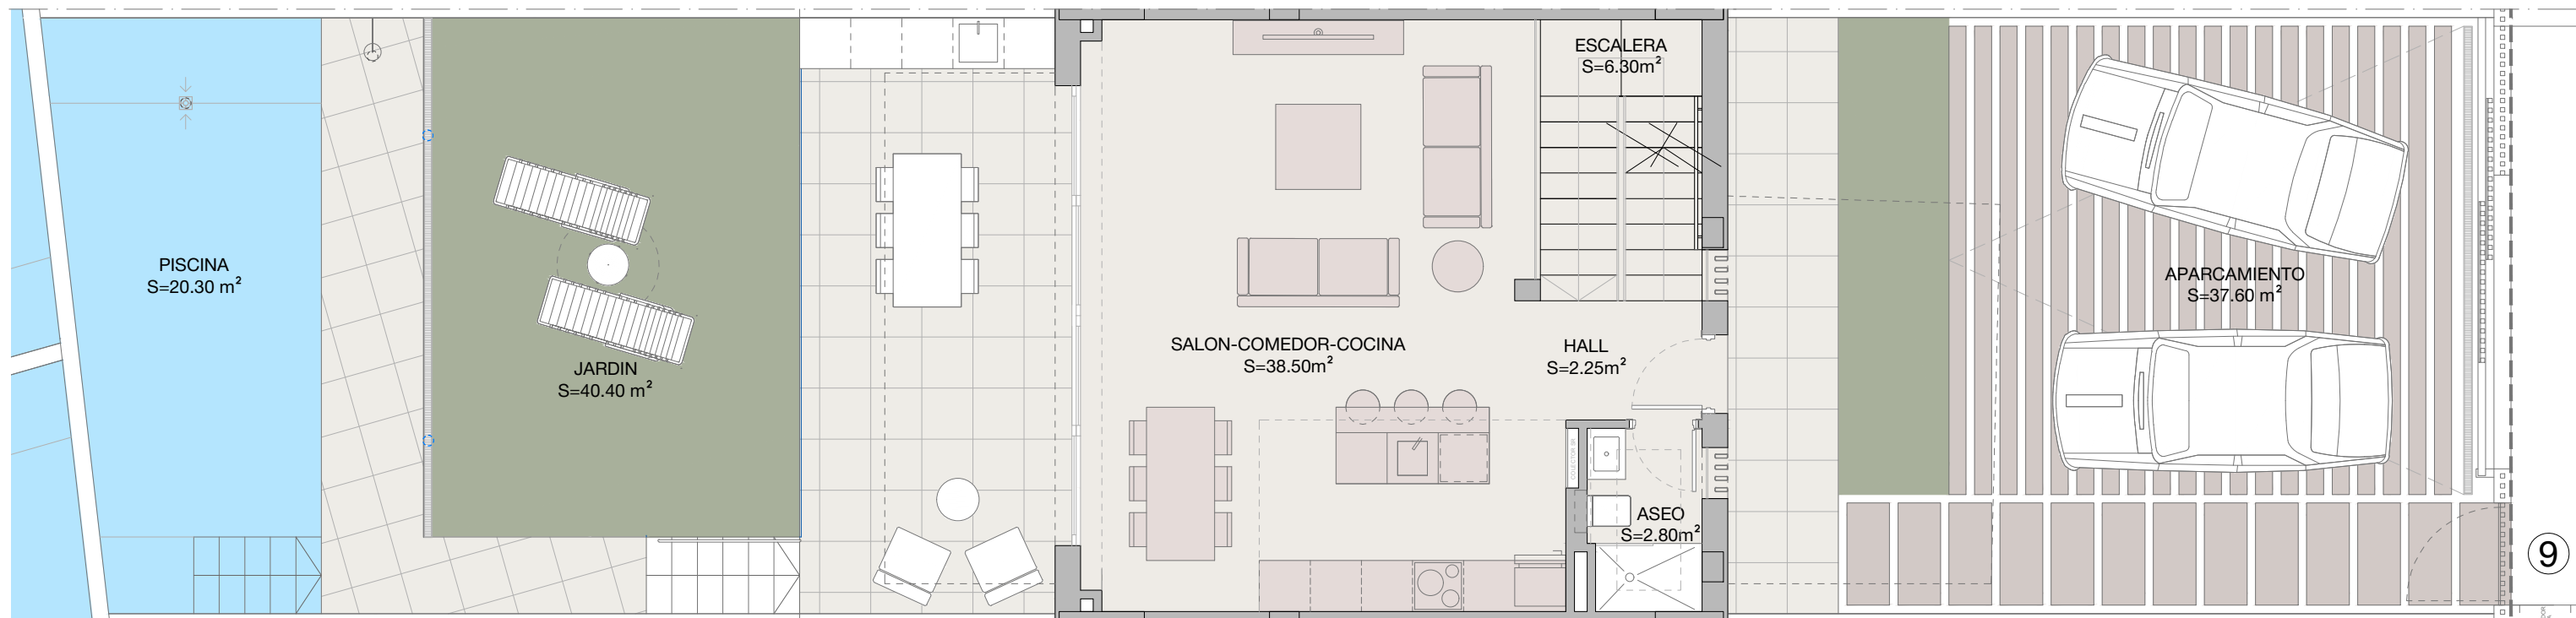 PISCINA
S=20.30 m²
JARDIN
S=40.40 m²
SALON-COMEDOR-COCINA
S=38.50m²
ESCALERA
S=6.30m²
HALL
S=2.25m²
ASEO
S=2.80m²
APARCAMIENTO
S=37.60 m²
9